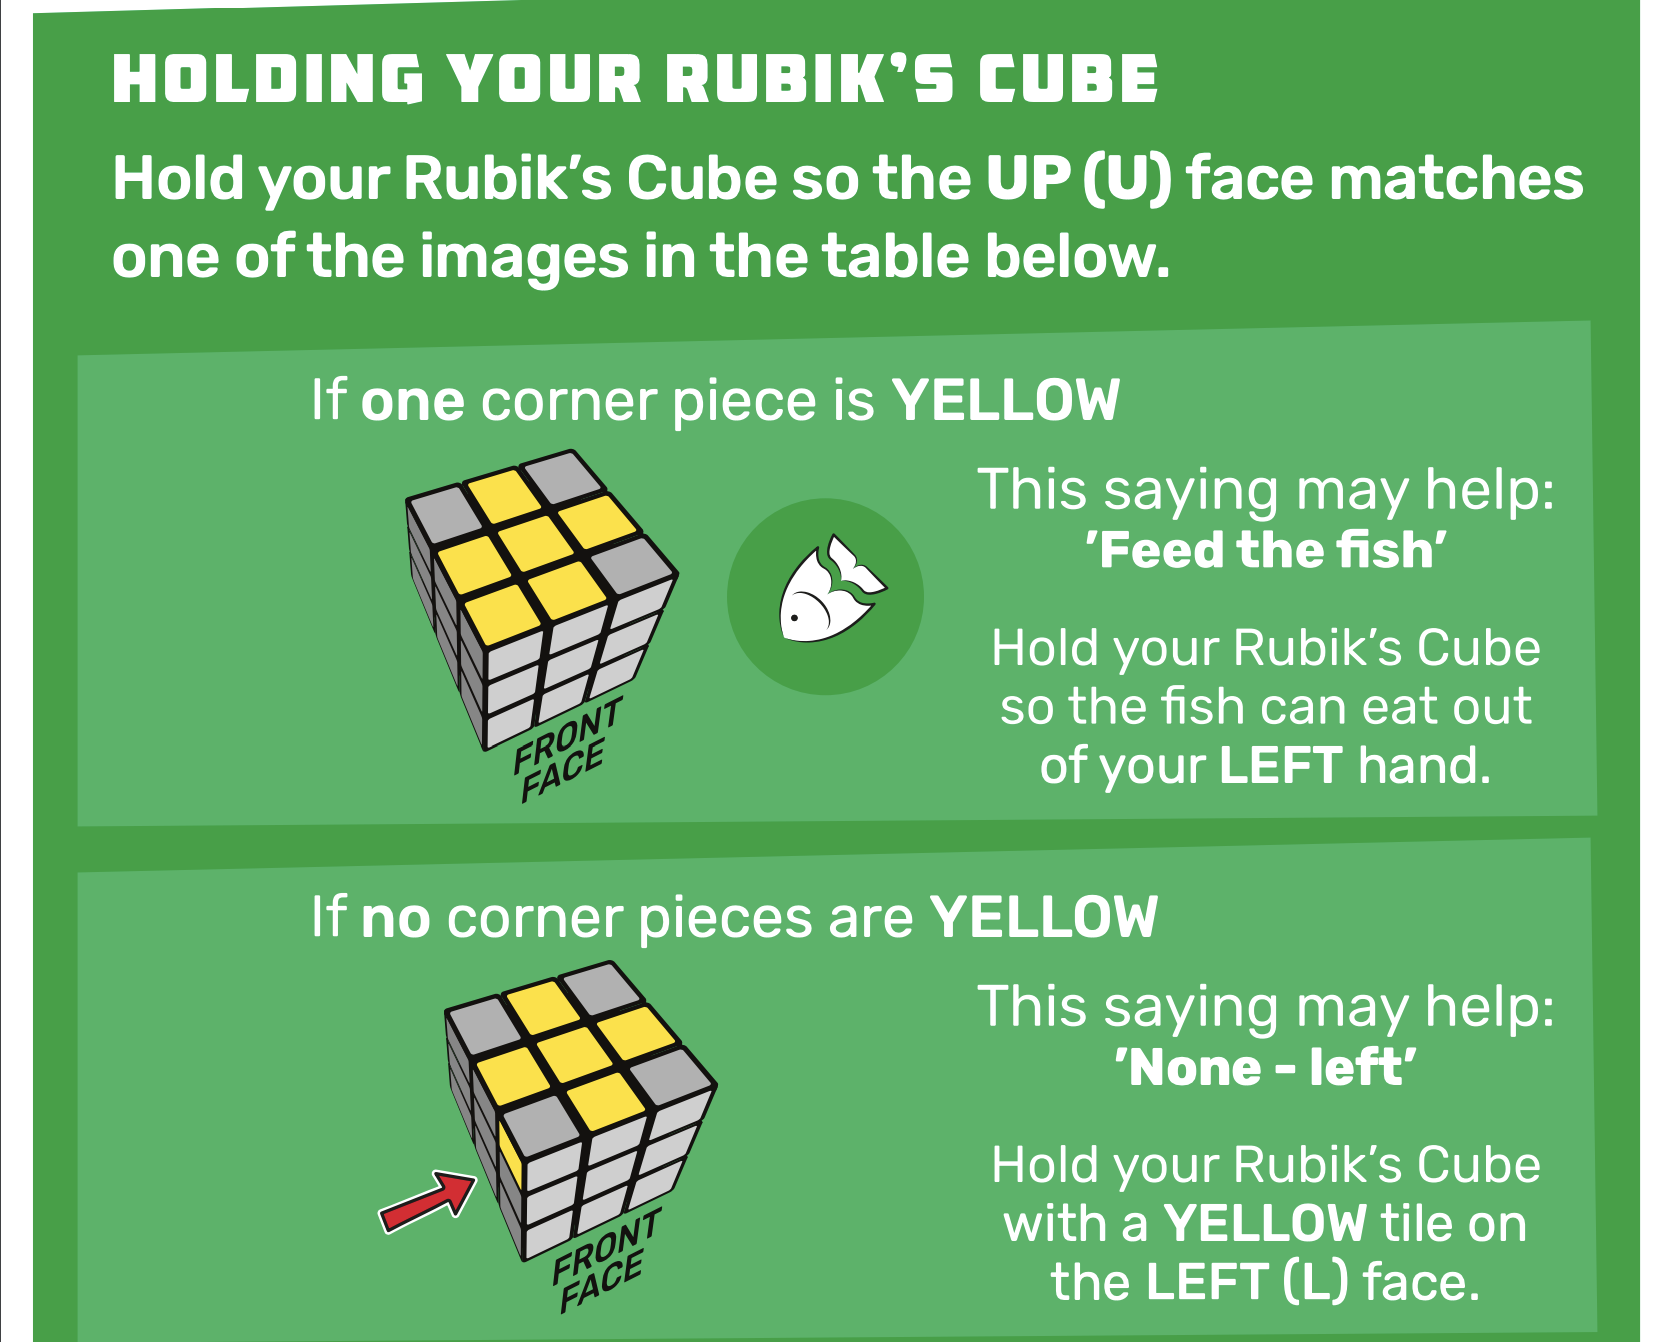 HOLDING YOUR RUBIK'S CUBE
Hold your Rubik's Cube so the UP (U) face matches
one of the images in the table below.
If one corner piece is YELLOW
This saying may help:
'Feed the fish'
Hold your Rubik's Cube
so the fish can eat out
of your LEFT hand.
FRONT
FACE
If no corner pieces are YELLOW
This saying may help:
'None - left'
Hold your Rubik's Cube
with a YELLOW tile on
the LEFT (L) face.
FRONT
FACE